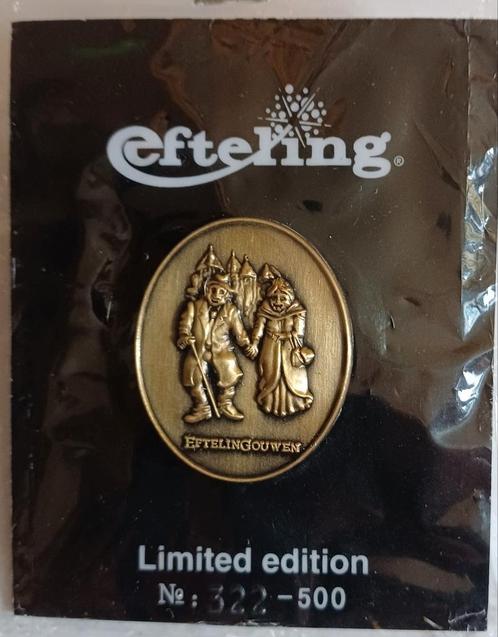 efteling®
EFTELINGOUWEN
Limited edition
№: 322-500